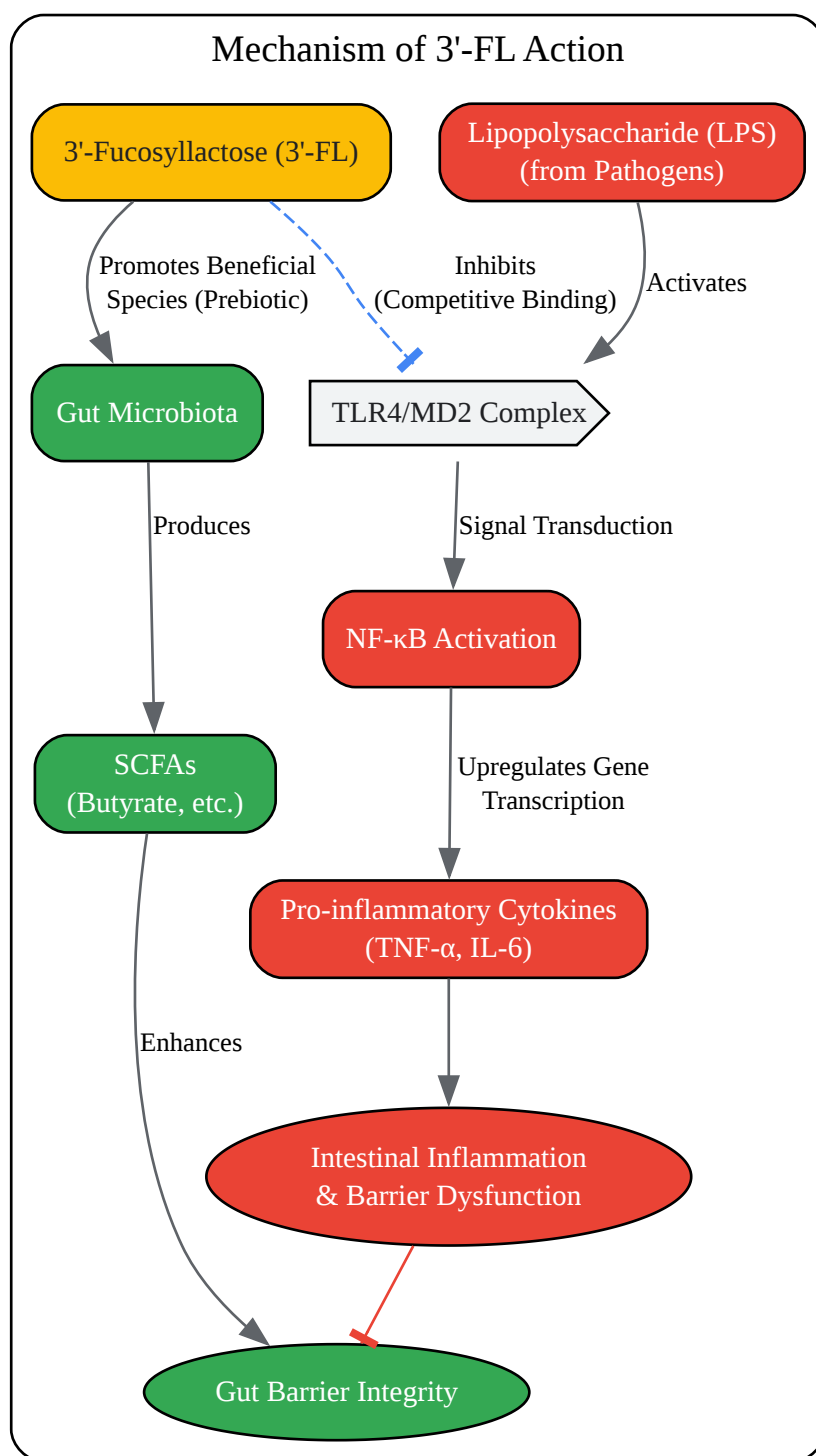 Mechanism of 3'-FL Action
3'-Fucosyllactose (3'-FL)
Lipopolysaccharide (LPS)
(from Pathogens)
Promotes Beneficial
Species (Prebiotic)
Inhibits
(Competitive Binding)
Activates
Gut Microbiota
TLR4/MD2 Complex
Produces
Signal Transduction
NF-κB Activation
SCFAs
(Butyrate, etc.)
Upregulates Gene
Transcription
Pro-inflammatory Cytokines
(TNF-α, IL-6)
Enhances
Intestinal Inflammation
& Barrier Dysfunction
Gut Barrier Integrity